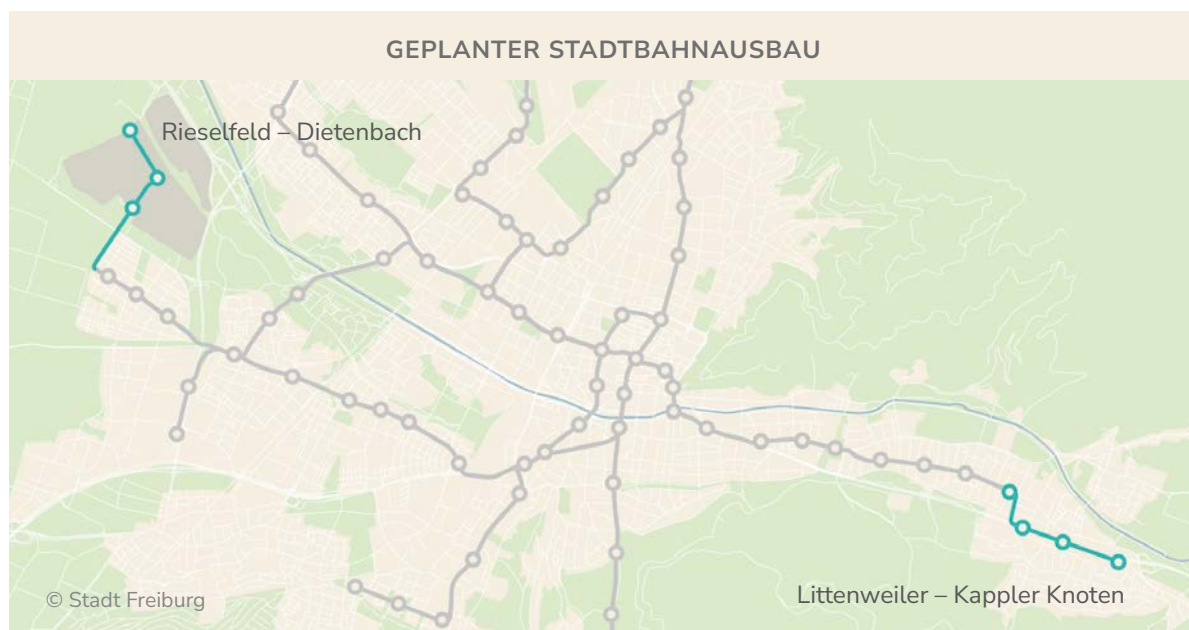 GEPLANTER STADTBAHNAUSBAU
Rieselfeld – Dietenbach
Littenweiler – Kappler Knoten
© Stadt Freiburg